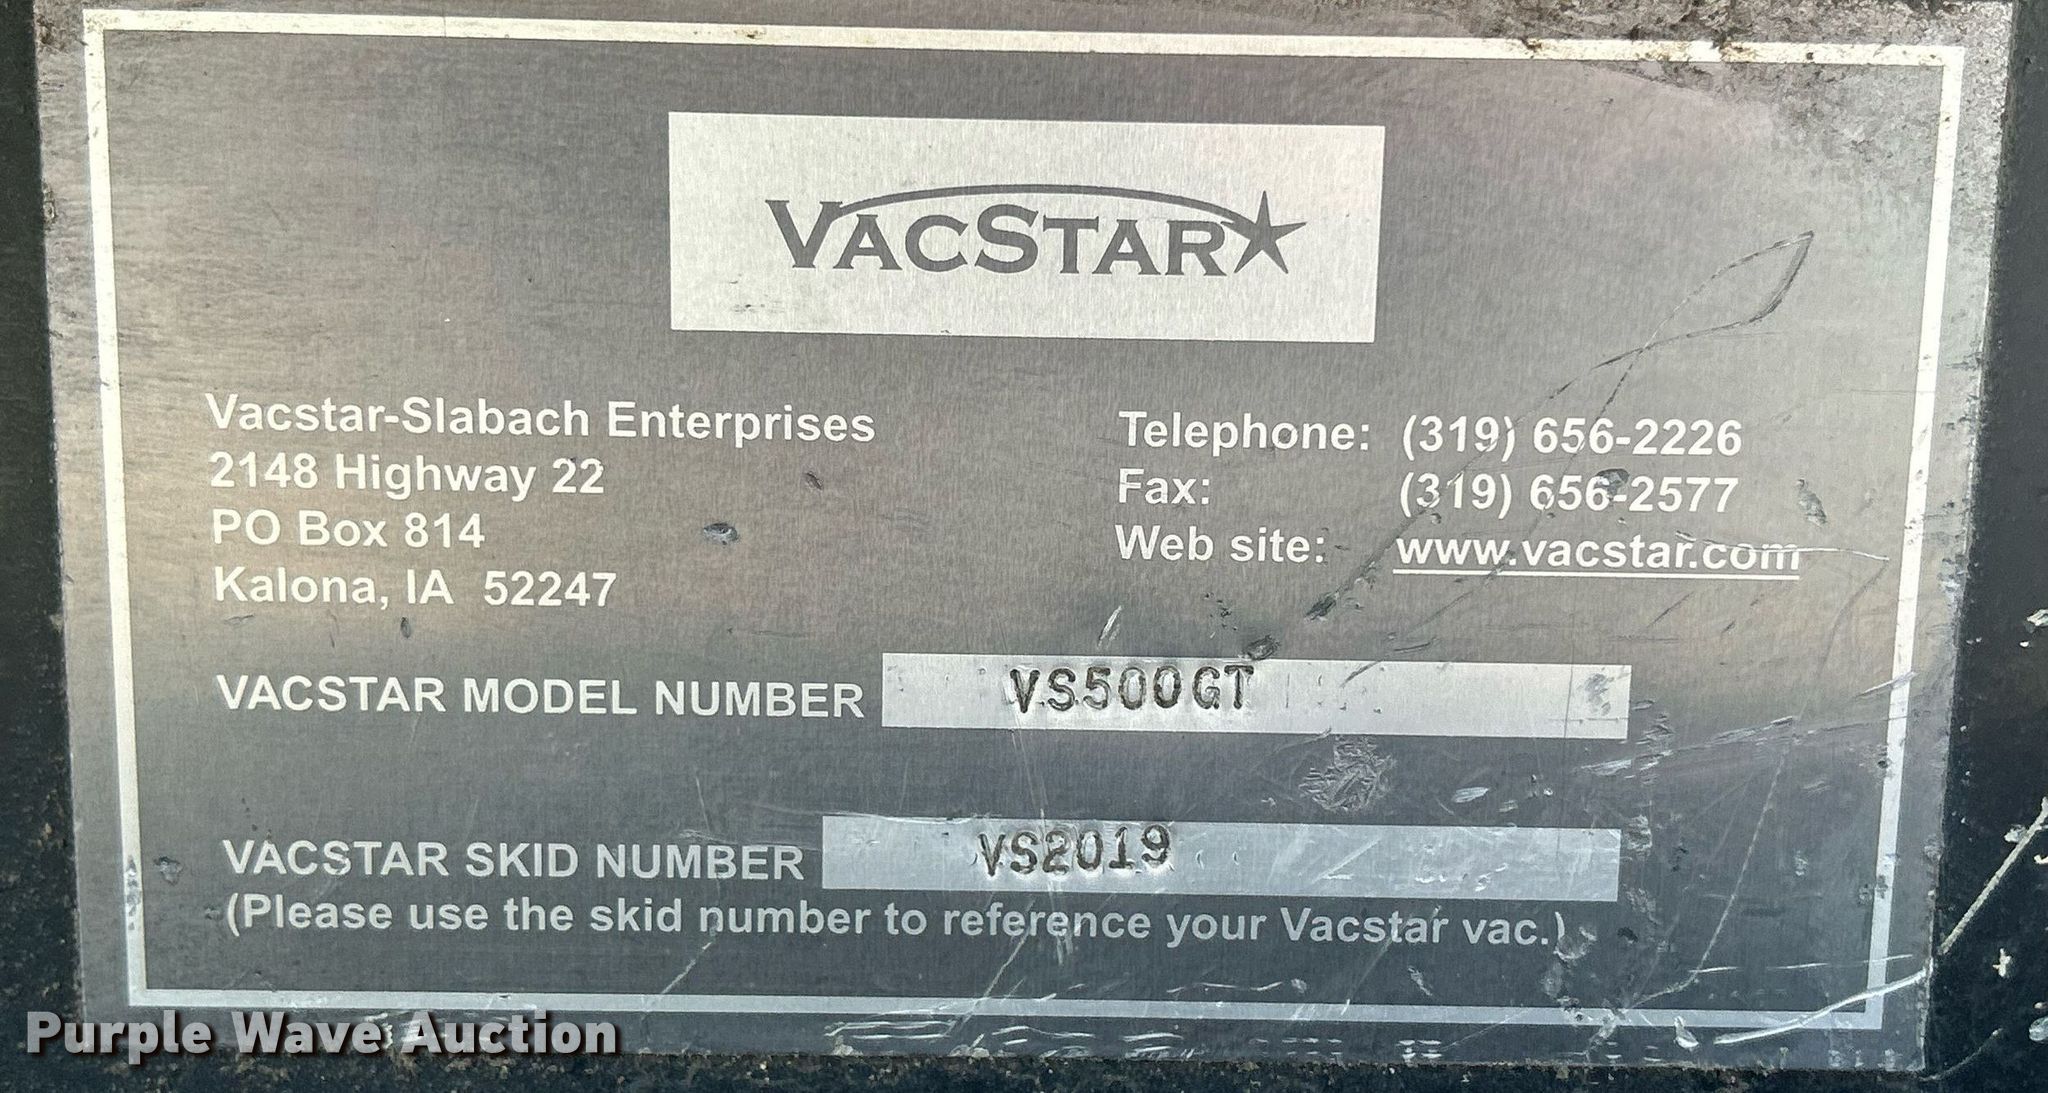 VACSTAR
Vacstar-Slabach Enterprises
2148 Highway 22
PO Box 814
Kalona, IA 52247
Telephone: (319) 656-2226
Fax: (319) 656-2577
Web site: www.vacstar.com
VACSTAR MODEL NUMBER VS500GT
VACSTAR SKID NUMBER VS2019
(Please use the skid number to reference your Vacstar vac.)
Purple Wave Auction